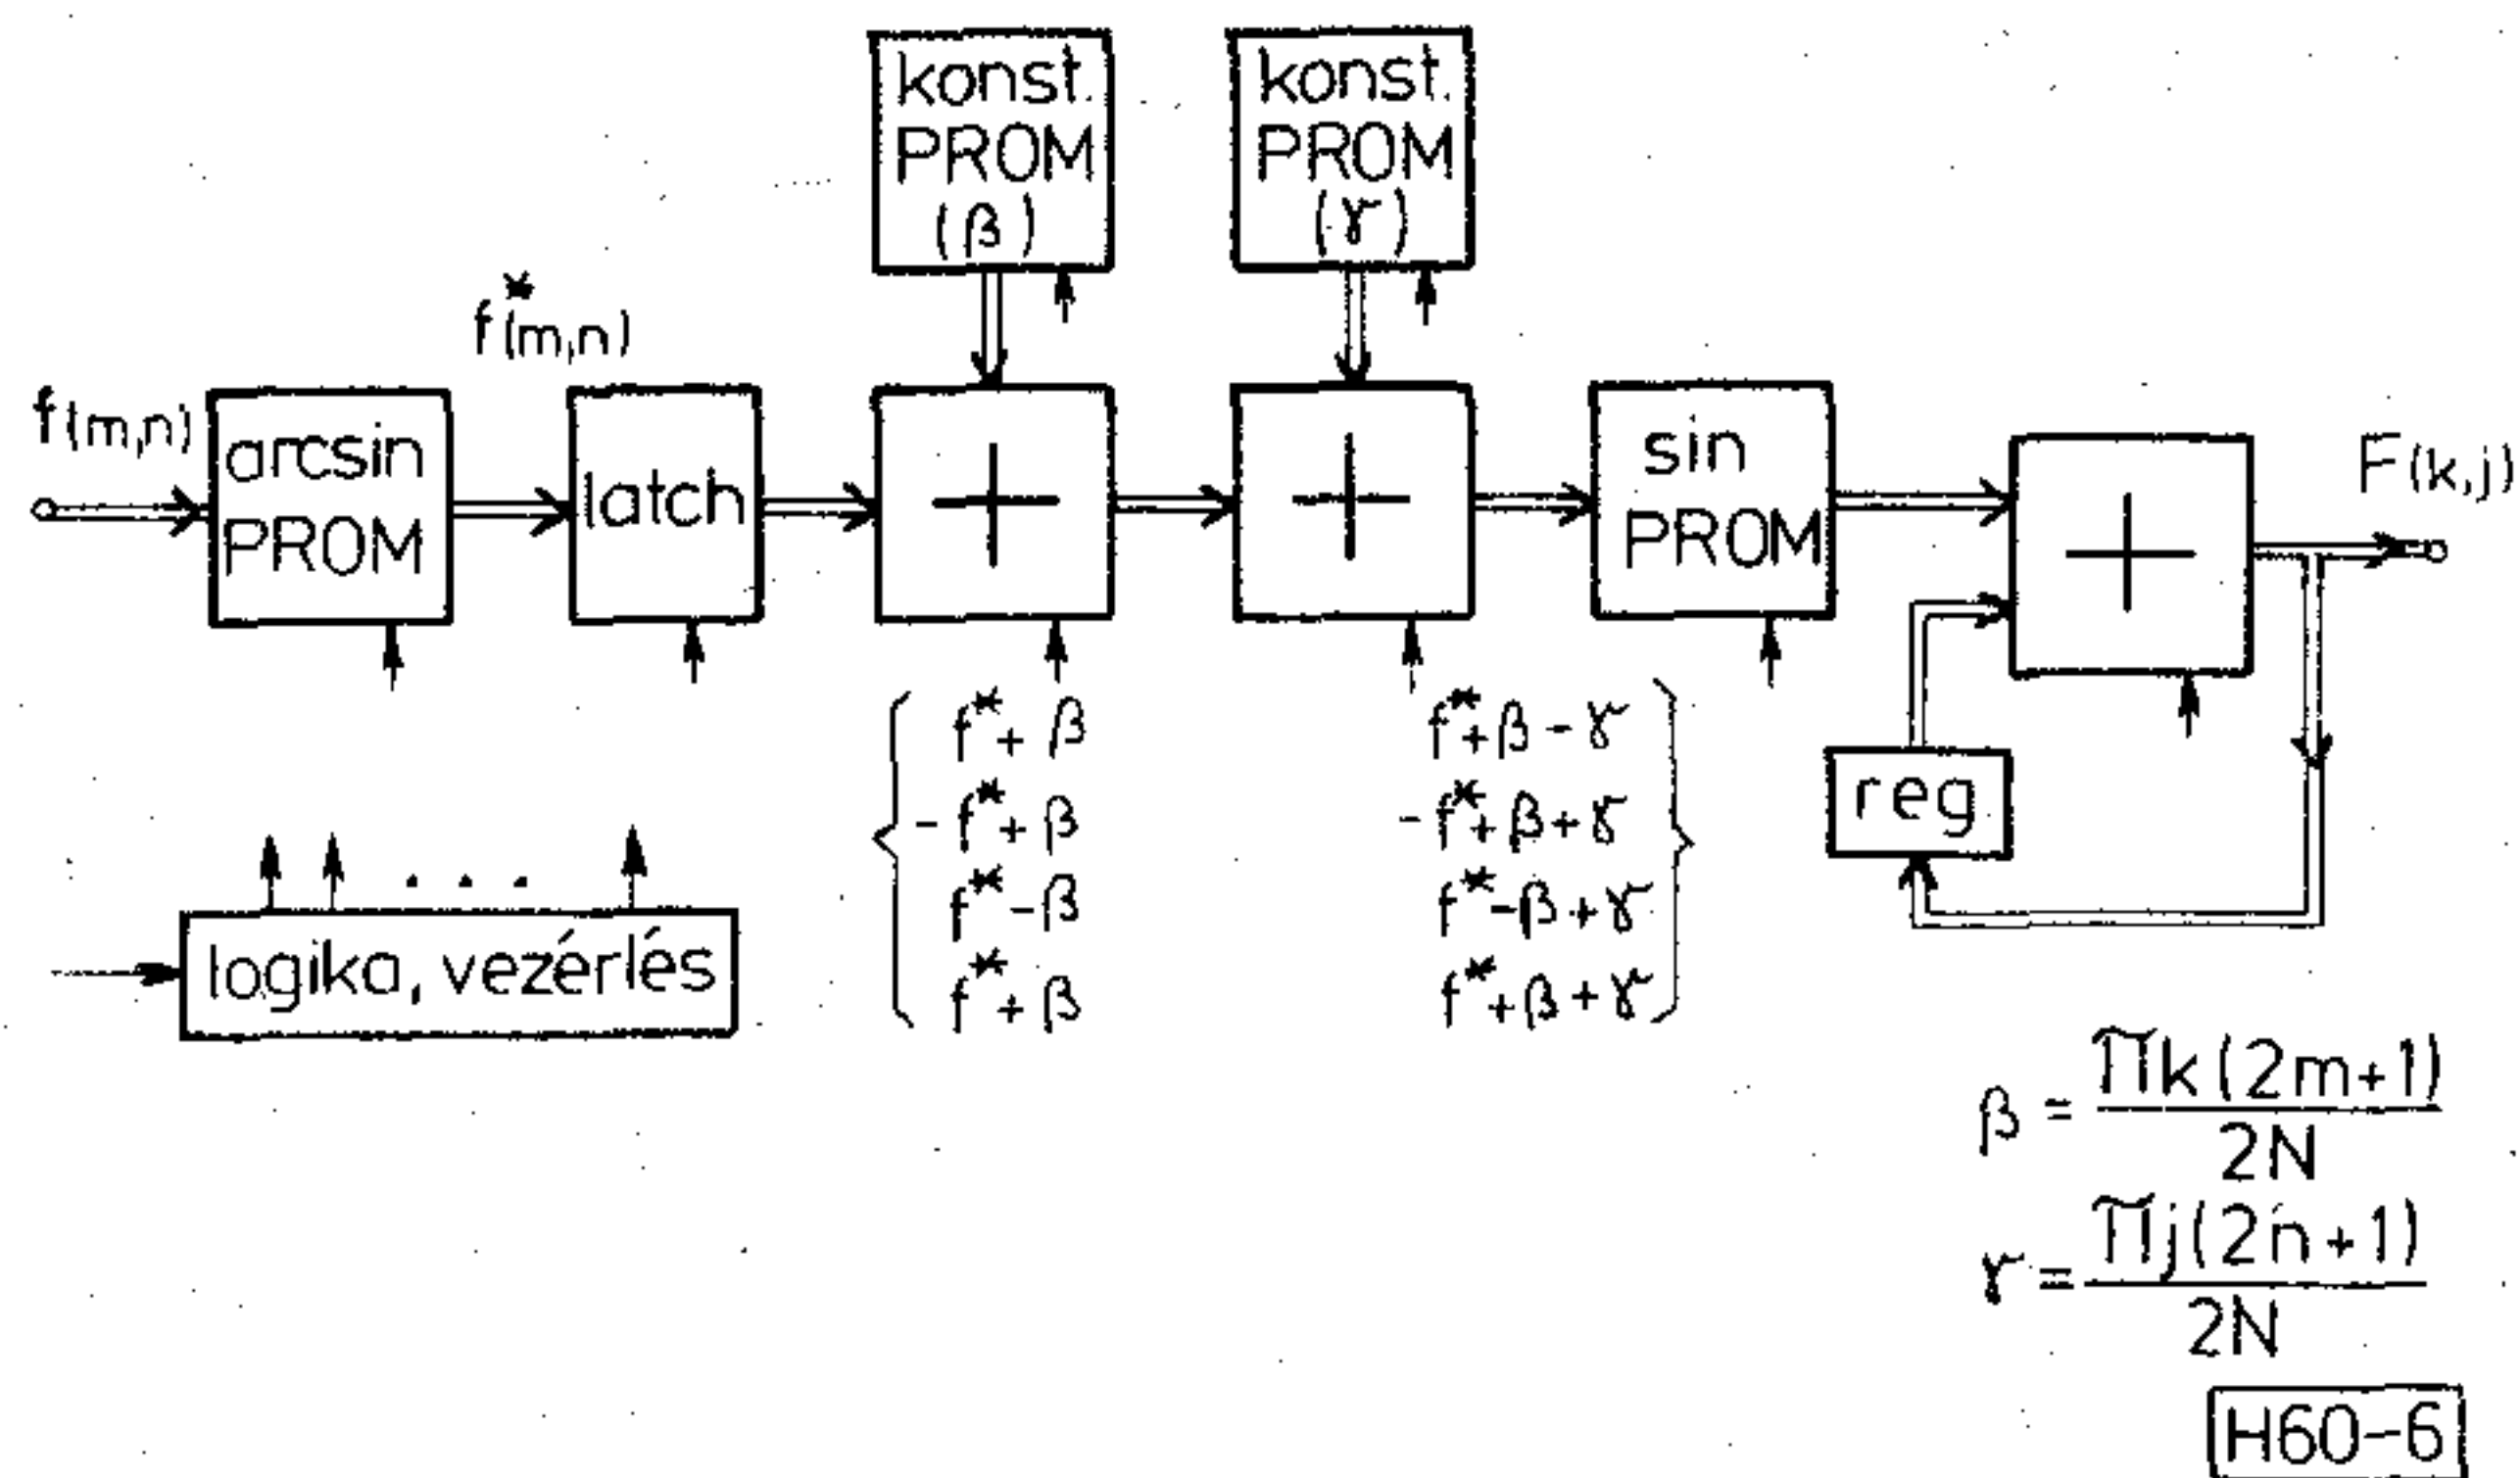 konst.
PROM
(β)
konst.
PROM
(γ)
f(m,n)
f*(m,n)
arcsin
PROM
latch
+
+
sin
PROM
+
F(k,j)
reg
logika, vezérlés
. . .
f* + β
- f* + β
f* - β
f* + β
f* + β - γ
- f* + β + γ
f* - β + γ
f* + β + γ
β = πk(2m+1)
2N
γ = πj(2n+1)
2N
H60-6